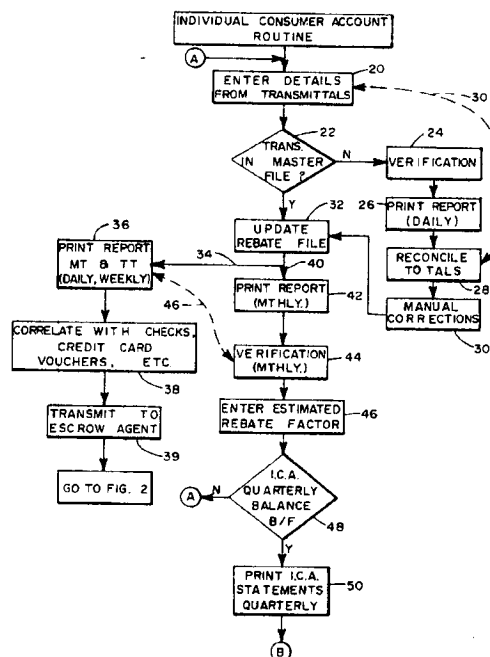 INDIVIDUAL CONSUMER ACCOUNT
ROUTINE
A
ENTER DETAILS
FROM TRANSMITTALS
20
30
22
TRANS.
IN MASTER
FILE ?
N
Y
24
VERIFICATION
26
PRINT REPORT
(DAILY)
RECONCILE
TO TALS
28
MANUAL
CORRECTIONS
30
32
UPDATE
REBATE FILE
34
36
PRINT REPORT
MT & TT
(DAILY, WEEKLY)
40
PRINT REPORT
(MTHLY.)
42
46
CORRELATE WITH CHECKS,
CREDIT CARD
VOUCHERS, ETC
38
VERIFICATION
(MTHLY.)
44
TRANSMIT TO
ESCROW AGENT
39
ENTER ESTIMATED
REBATE FACTOR
46
GO TO FIG. 2
A
N
I.C.A.
QUARTERLY
BALANCE
B/F
48
Y
PRINT I.C.A.
STATEMENTS
QUARTERLY
50
B